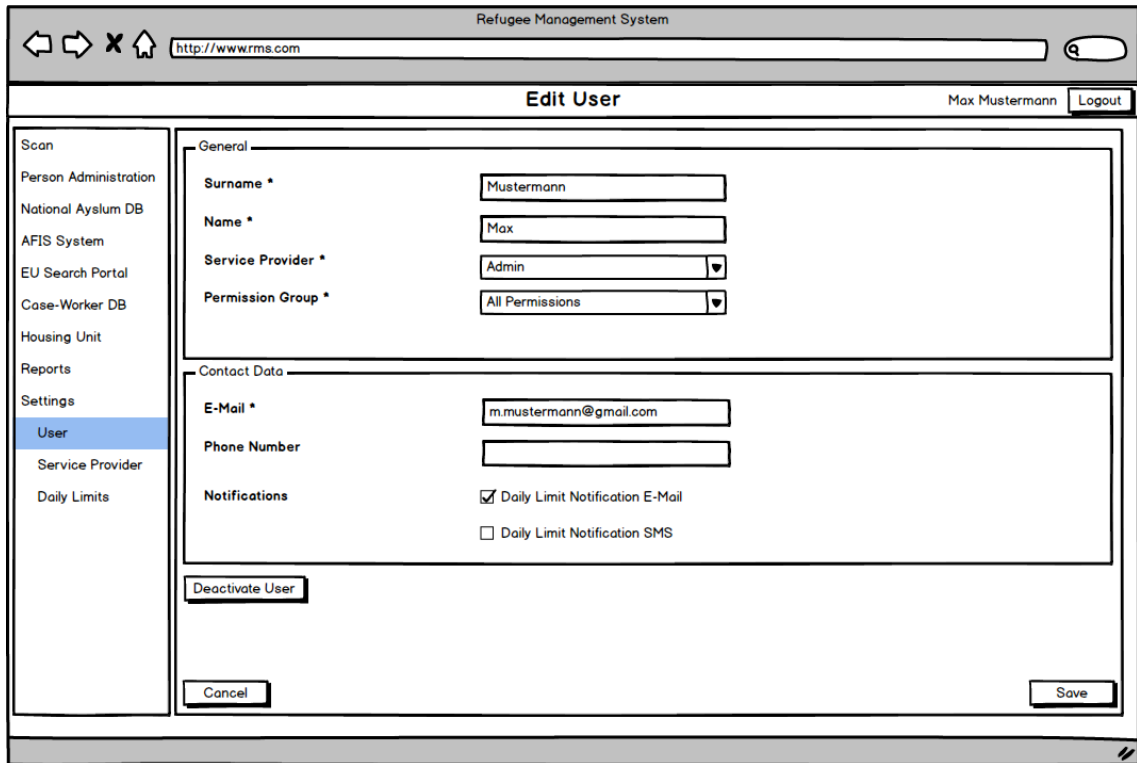 Refugee Management System
http://www.rms.com
Edit User
Max Mustermann
Logout
Scan
Person Administration
National Ayslum DB
AFIS System
EU Search Portal
Case-Worker DB
Housing Unit
Reports
Settings
User
Service Provider
Daily Limits
General
Surname * Mustermann
Name * Max
Service Provider * Admin
Permission Group * All Permissions
Contact Data
E-Mail * m.mustermann@gmail.com
Phone Number
Notifications Daily Limit Notification E-Mail
Daily Limit Notification SMS
Deactivate User
Cancel
Save